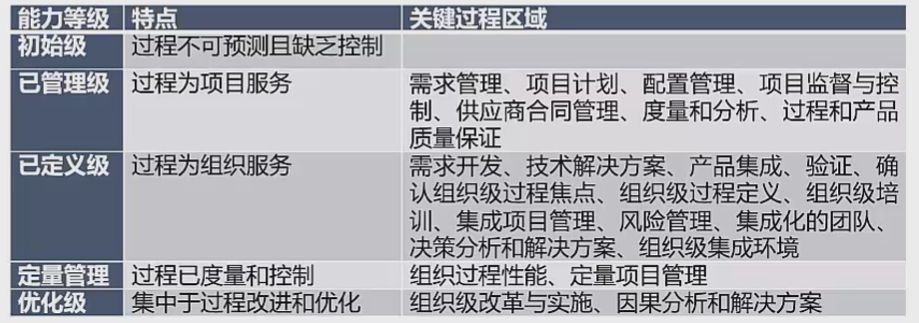 能力等级 特点 关键过程区域
初始级 过程不可预测且缺乏控制
已管理级 过程为项目服务 需求管理、项目计划、配置管理、项目监督与控
制、供应商合同管理、度量和分析、过程和产品
质量保证
已定义级 过程为组织服务 需求开发、技术解决方案、产品集成、验证、确
认组织级过程焦点、组织级过程定义、组织级培
训、集成项目管理、风险管理、集成化的团队、
决策分析和解决方案、组织级集成环境
定量管理 过程已度量和控制 组织过程性能、定量项目管理
优化级 集中于过程改进和优化 组织级改革与实施、因果分析和解决方案